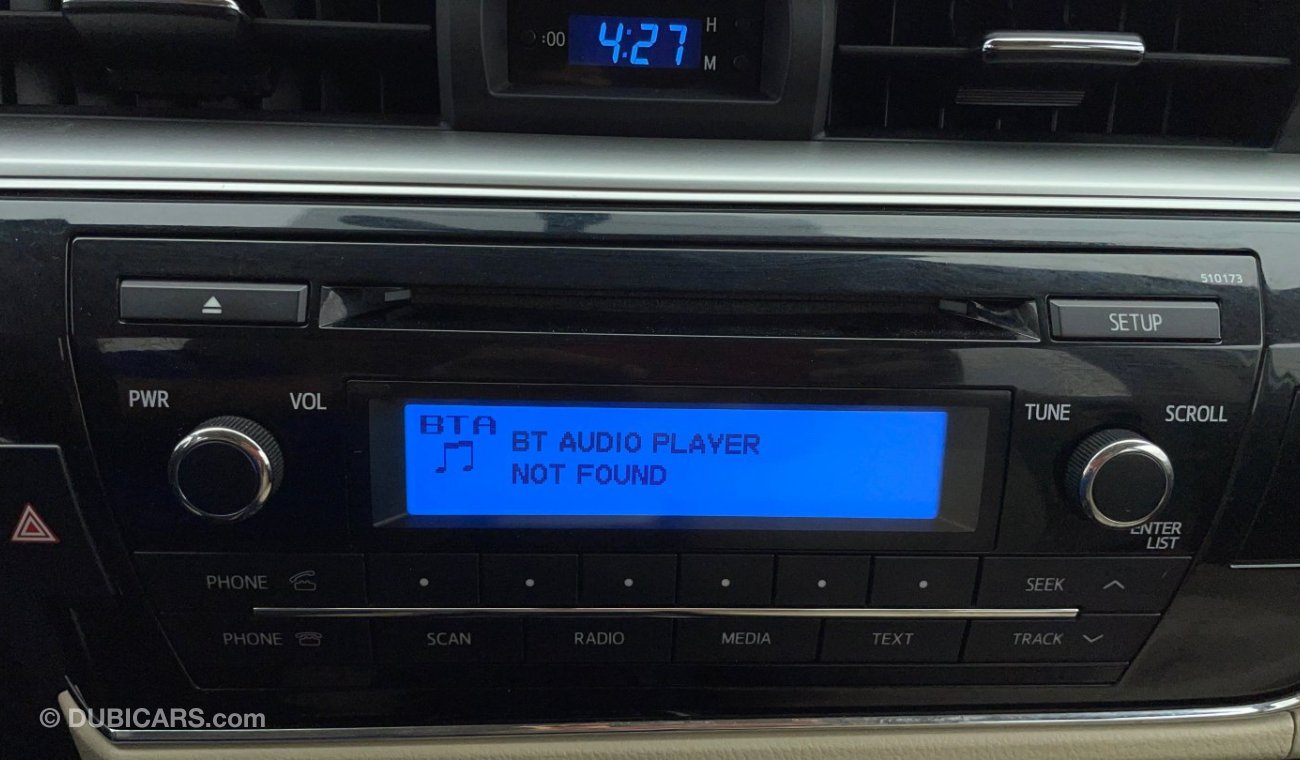 :00 4:27 H
M
510173
SETUP
PWR VOL TUNE SCROLL
BTA
BT AUDIO PLAYER
NOT FOUND
ENTER
LIST
PHONE SEEK
PHONE SCAN RADIO MEDIA TEXT TRACK
© DUBICARS.com